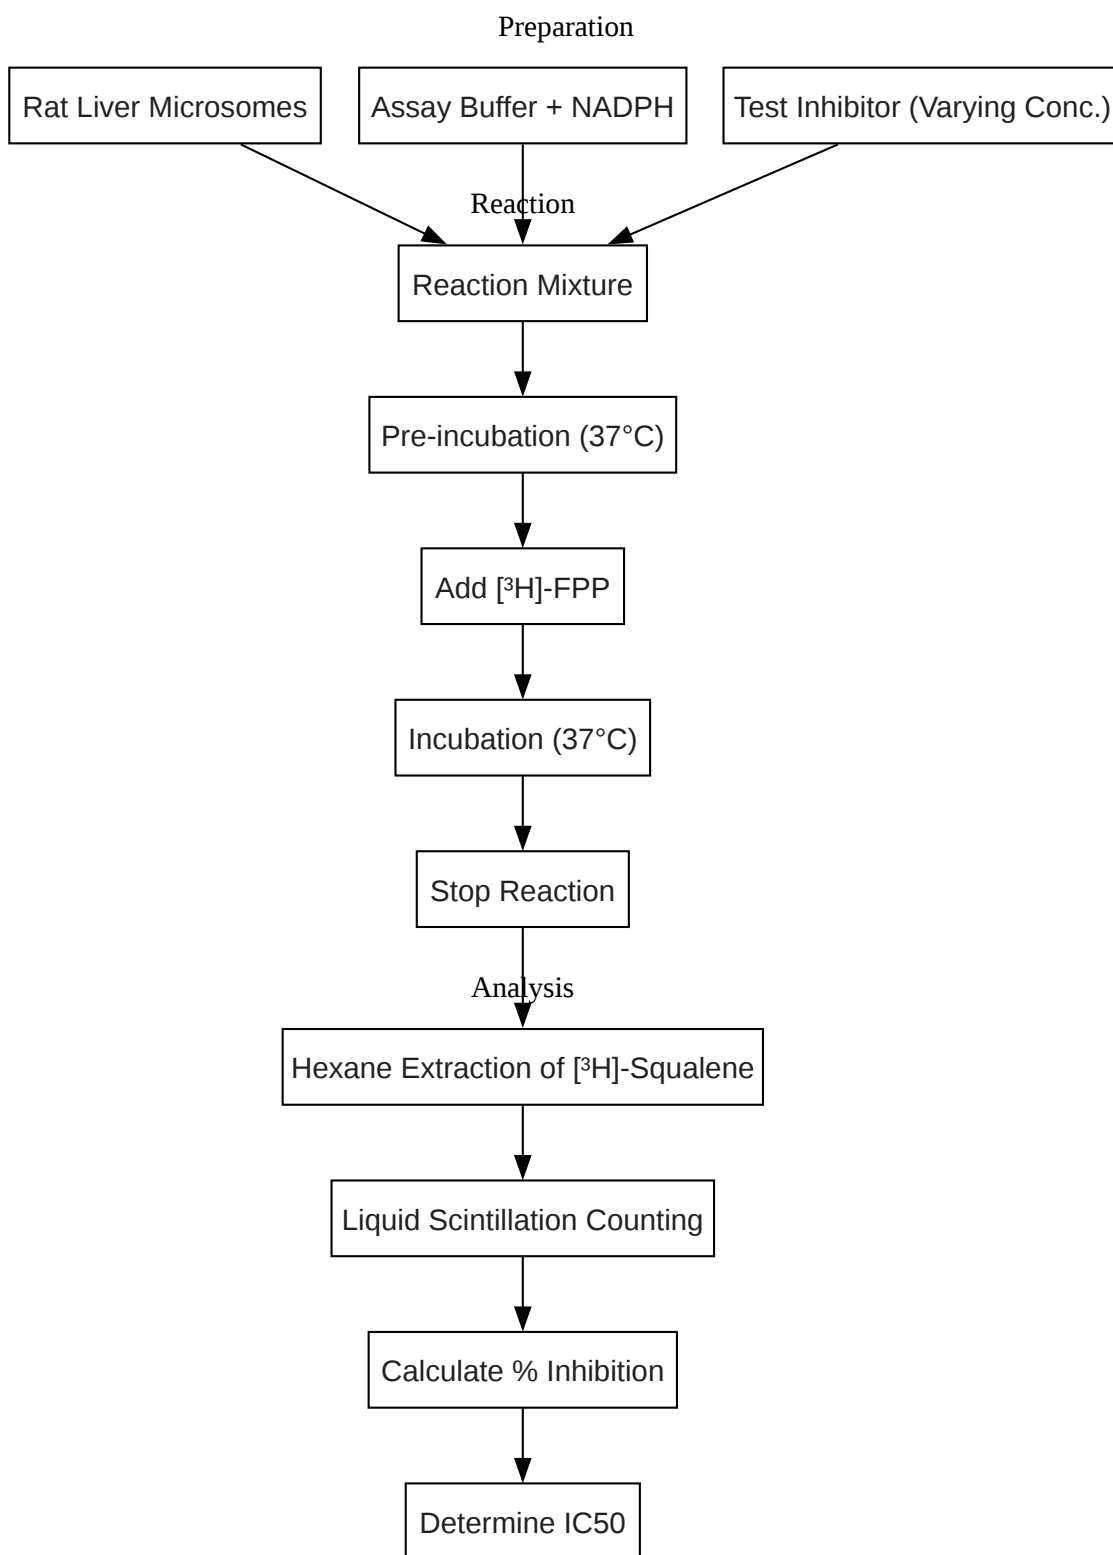 Preparation
Rat Liver Microsomes
Assay Buffer + NADPH
Test Inhibitor (Varying Conc.)
Reaction
Reaction Mixture
Pre-incubation (37°C)
Add [³H]-FPP
Incubation (37°C)
Stop Reaction
Analysis
Hexane Extraction of [³H]-Squalene
Liquid Scintillation Counting
Calculate % Inhibition
Determine IC50